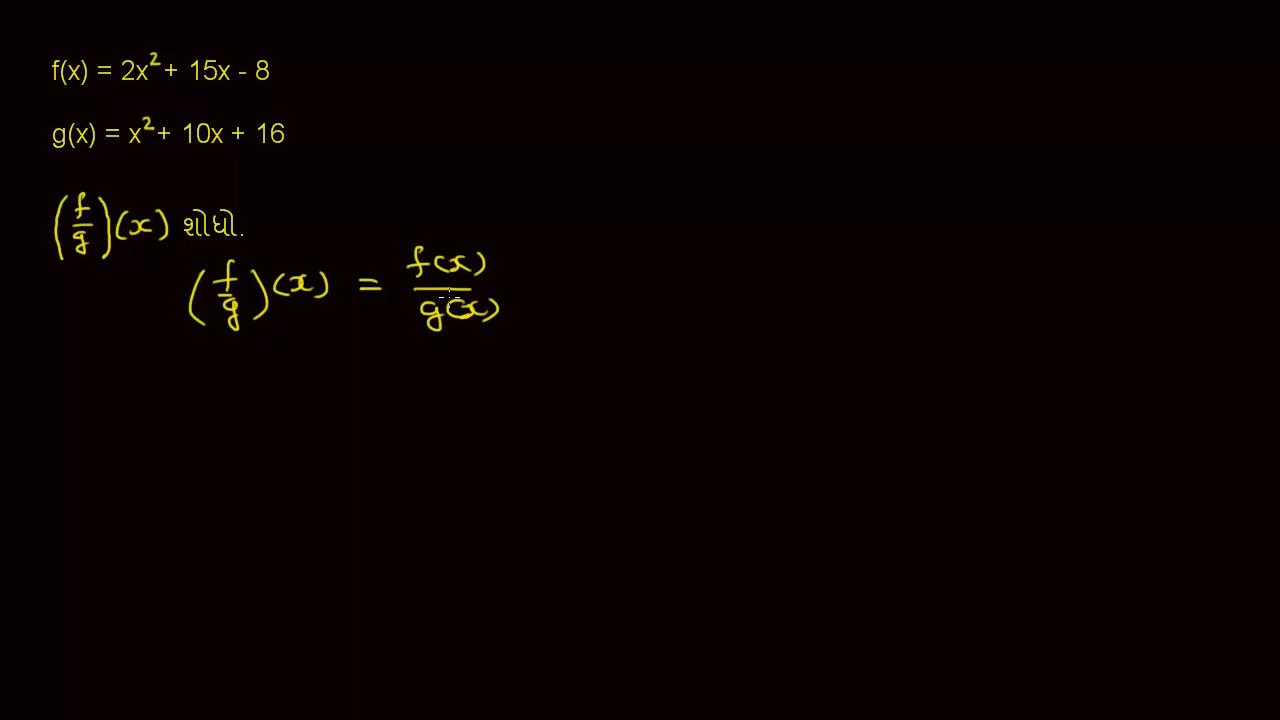 f(x) = 2x² + 15x - 8
g(x) = x² + 10x + 16
(f/g)(x) શોધો.
(f/g)(x) = f(x)/g(x)